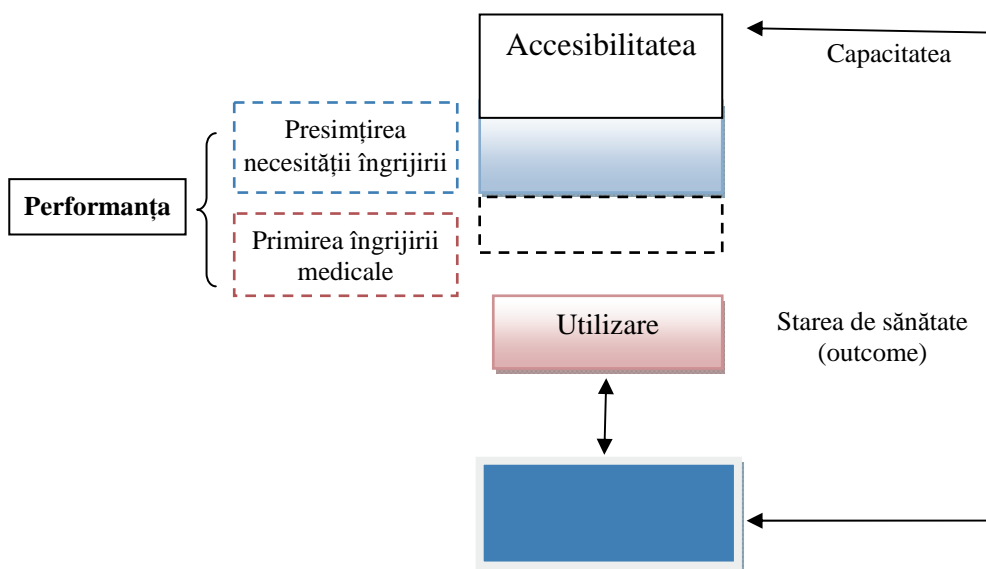 Accesibilitatea
Capacitatea
Presimțirea
necesității îngrijirii
Performanța
Primirea îngrijirii
medicale
Utilizare
Starea de sănătate
(outcome)